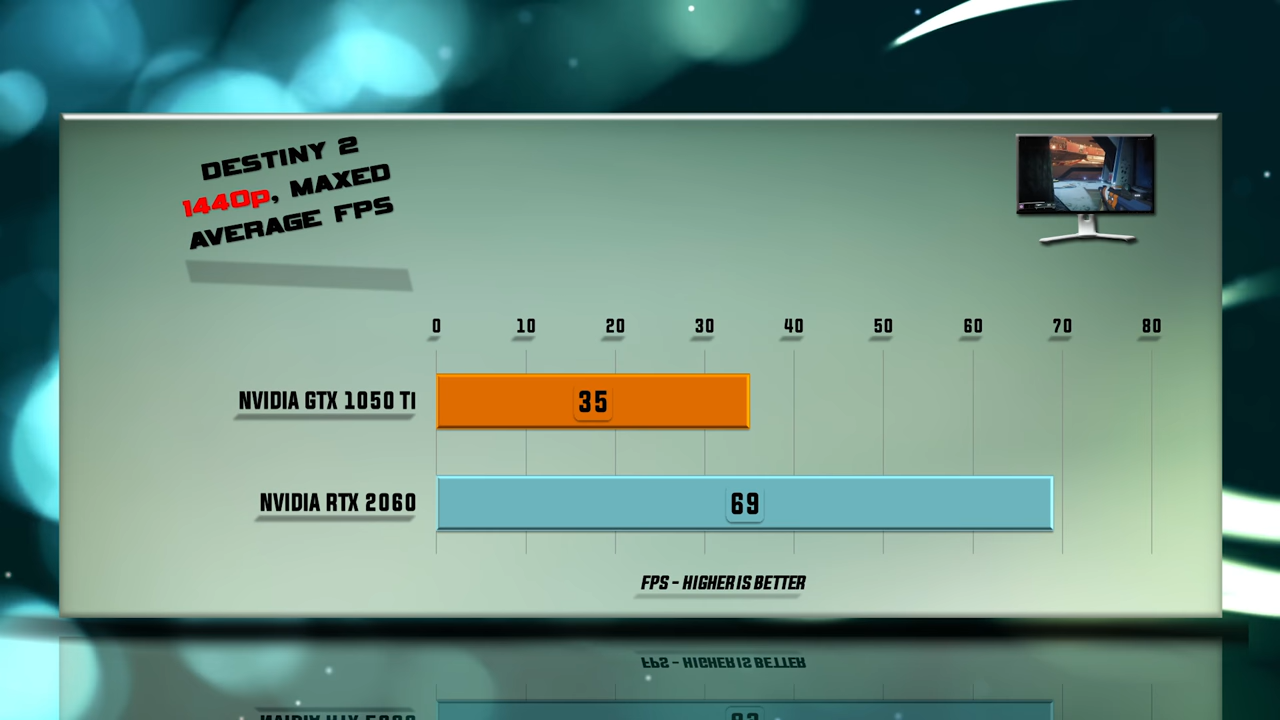 DESTINY 2
1440p, MAXED
AVERAGE FPS
0 10 20 30 40 50 60 70 80
NVIDIA GTX 1050 TI 35
NVIDIA RTX 2060 69
FPS - HIGHER IS BETTER